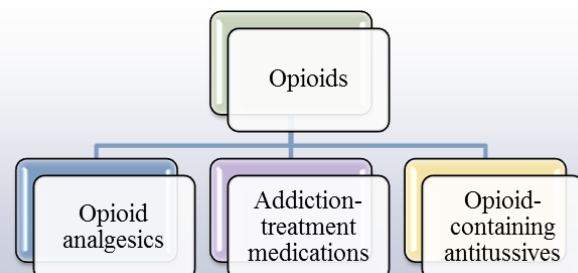 Opioids
Opioid
analgesics
Addiction-
treatment
medications
Opioid-
containing
antitussives